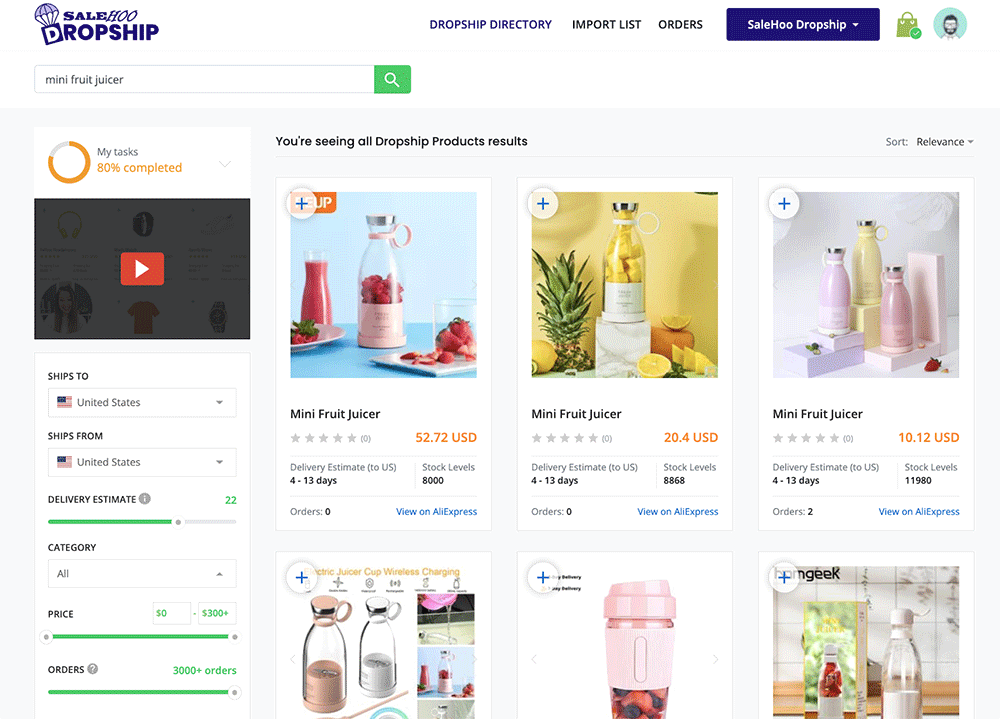 SALEHOO
DROPSHIP
DROPSHIP DIRECTORY
IMPORT LIST
ORDERS
SaleHoo Dropship
mini fruit juicer
My tasks
80% completed
You're seeing all Dropship Products results
Sort: Relevance
SHIPS TO
United States
SHIPS FROM
United States
DELIVERY ESTIMATE
22
CATEGORY
All
PRICE
$0 - $300+
ORDERS
3000+ orders
UP
Mini Fruit Juicer
(0)
52.72 USD
Delivery Estimate (to US)
4 - 13 days
Stock Levels
8000
Orders: 0
View on AliExpress
Mini Fruit Juicer
(0)
20.4 USD
Delivery Estimate (to US)
4 - 13 days
Stock Levels
8868
Orders: 0
View on AliExpress
Mini Fruit Juicer
(0)
10.12 USD
Delivery Estimate (to US)
4 - 13 days
Stock Levels
11980
Orders: 2
View on AliExpress
Electric Juicer Cup Wireless Charging
Delivery
Delivery
homgeek